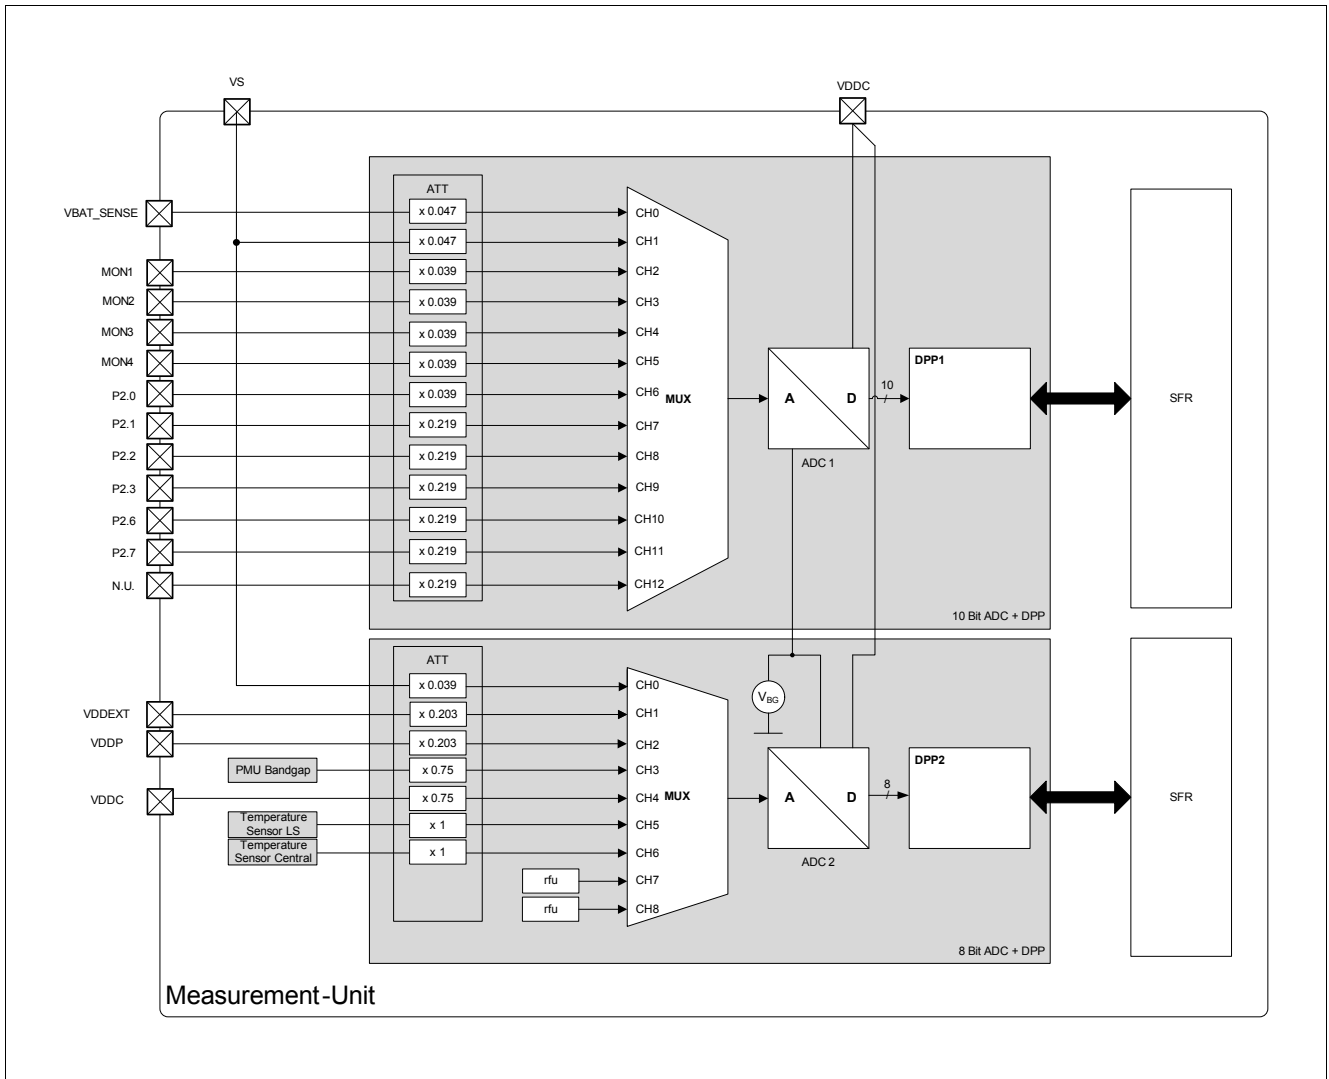 VS
VDDC
ATT
VBAT_SENSE
x 0.047
CH0
x 0.047
CH1
MON1
x 0.039
CH2
MON2
x 0.039
CH3
MON3
x 0.039
CH4
MON4
x 0.039
CH5
P2.0
x 0.039
CH6
MUX
P2.1
x 0.219
CH7
P2.2
x 0.219
CH8
P2.3
x 0.219
CH9
P2.6
x 0.219
CH10
P2.7
x 0.219
CH11
N.U.
x 0.219
CH12
A
D
ADC 1
10
DPP1
SFR
10 Bit ADC + DPP
ATT
x 0.039
CH0
VDDEXT
x 0.203
CH1
VDDP
x 0.203
CH2
PMU Bandgap
x 0.75
CH3
VDDC
x 0.75
CH4
MUX
Temperature
Sensor LS
x 1
CH5
Temperature
Sensor Central
x 1
CH6
rfu
CH7
rfu
CH8
VBG
A
D
ADC 2
8
DPP2
SFR
8 Bit ADC + DPP
Measurement-Unit